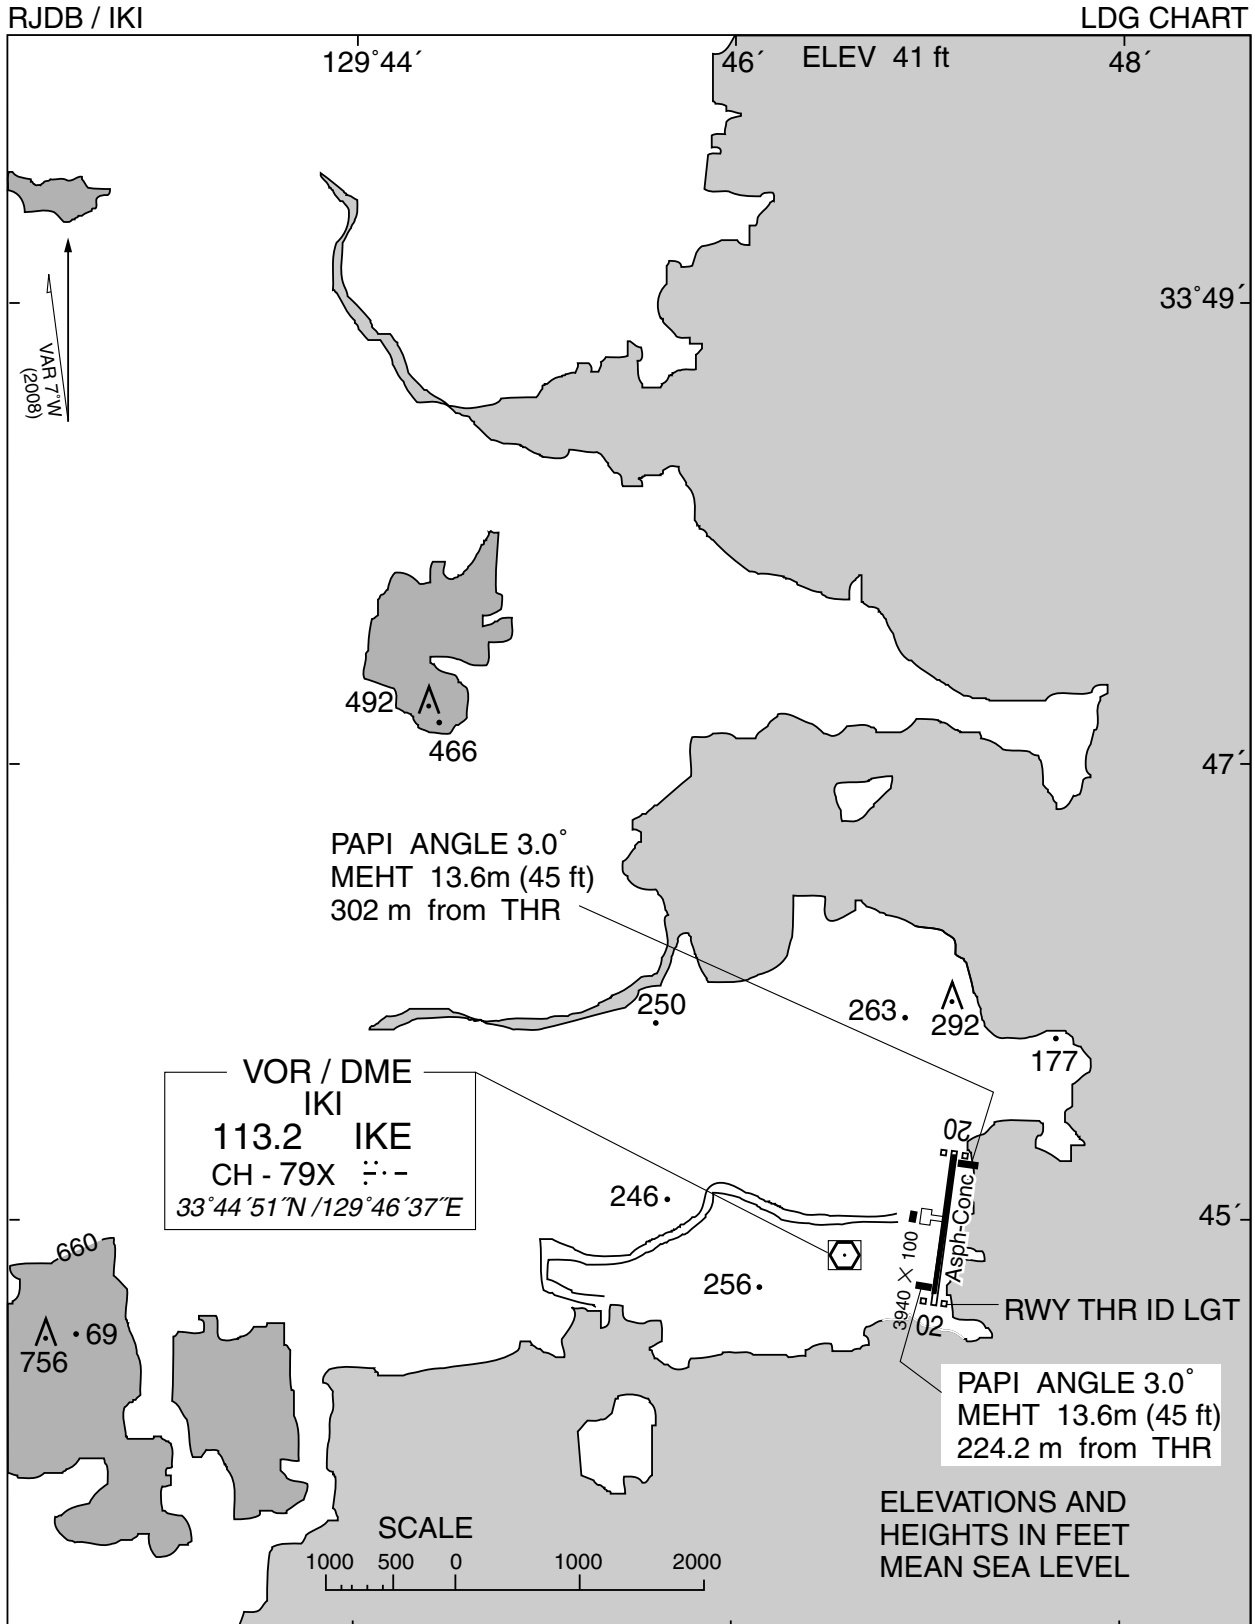 RJDB / IKI
LDG CHART
129˚44´
46´
ELEV 41 ft
48´
33˚49´
VAR 7˚W
(2008)
492
466
47´
PAPI ANGLE 3.0˚
MEHT 13.6m (45 ft)
302 m from THR
250
263
292
177
VOR / DME
IKI
113.2 IKE
CH - 79X
33˚44´51˝N /129˚46´37˝E
20
246
45´
Asph-Conc
3940 × 100
256
660
69
756
02
RWY THR ID LGT
PAPI ANGLE 3.0˚
MEHT 13.6m (45 ft)
224.2 m from THR
ELEVATIONS AND
HEIGHTS IN FEET
MEAN SEA LEVEL
SCALE
1000 500 0 1000 2000